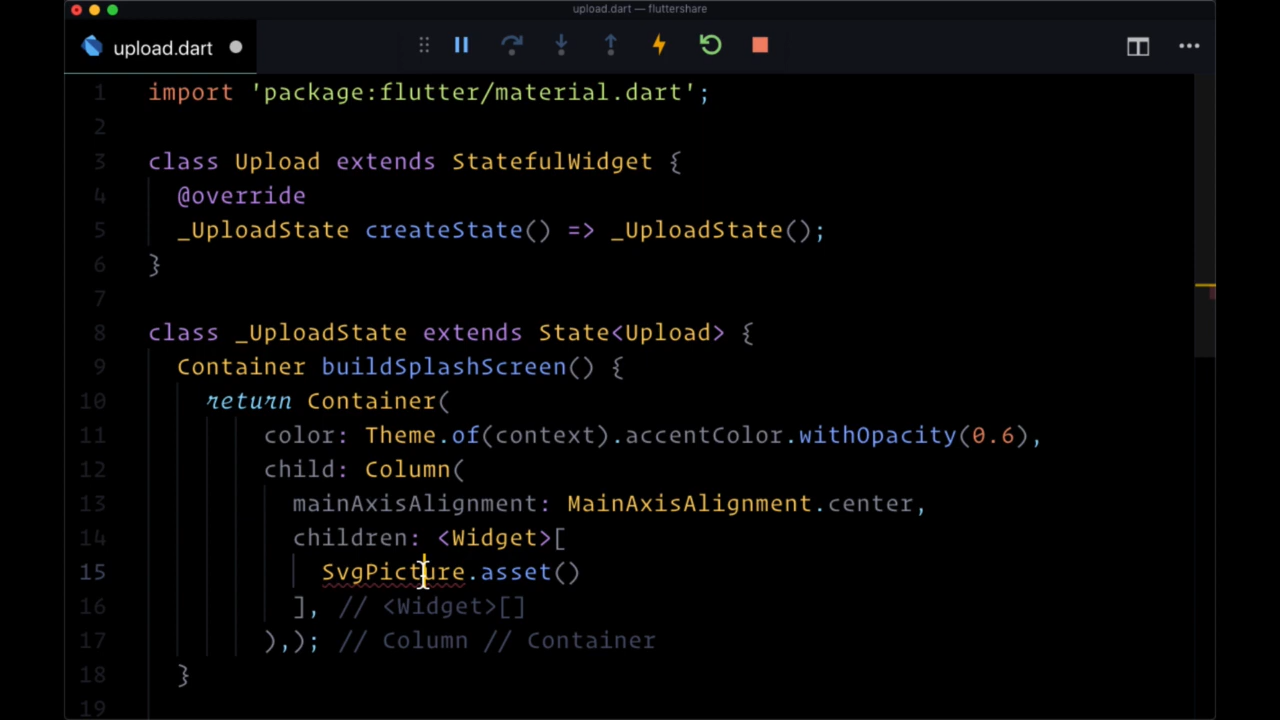 upload.dart — fluttershare
upload.dart
1 import 'package:flutter/material.dart';
2
3 class Upload extends StatefulWidget {
4 @override
5 _UploadState createState() => _UploadState();
6 }
7
8 class _UploadState extends State<Upload> {
9 Container buildSplashScreen() {
10 return Container(
11 color: Theme.of(context).accentColor.withOpacity(0.6),
12 child: Column(
13 mainAxisAlignment: MainAxisAlignment.center,
14 children: <Widget>[
15 SvgPicture.asset()
16 ], // <Widget>[]
17 ),); // Column // Container
18 }
19